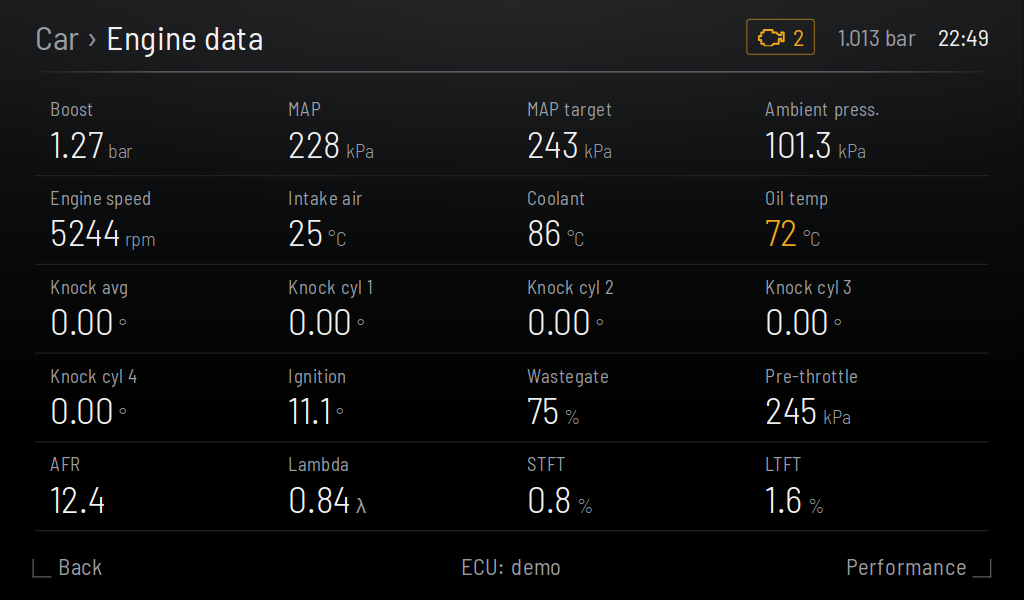 Car › Engine data
2 1.013 bar 22:49
Boost MAP MAP target Ambient press.
1.27 bar 228 kPa 243 kPa 101.3 kPa
Engine speed Intake air Coolant Oil temp
5244 rpm 25 °C 86 °C 72 °C
Knock avg Knock cyl 1 Knock cyl 2 Knock cyl 3
0.00 ° 0.00 ° 0.00 ° 0.00 °
Knock cyl 4 Ignition Wastegate Pre-throttle
0.00 ° 11.1 ° 75 % 245 kPa
AFR Lambda STFT LTFT
12.4 0.84 λ 0.8 % 1.6 %
Back ECU: demo Performance